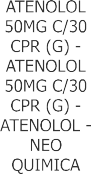 ATENOLOL
50MG C/30
CPR (G) -
ATENOLOL
50MG C/30
CPR (G) -
ATENOLOL -
NEO
QUIMICA